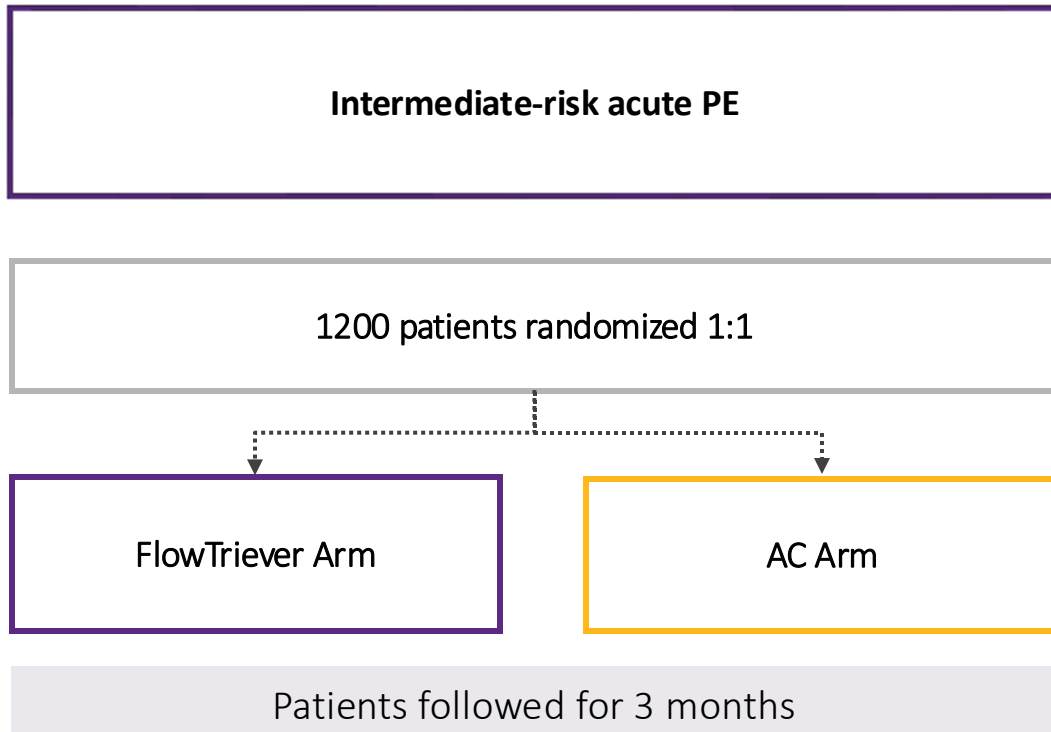 Intermediate-risk acute PE
1200 patients randomized 1:1
FlowTriever Arm
AC Arm
Patients followed for 3 months